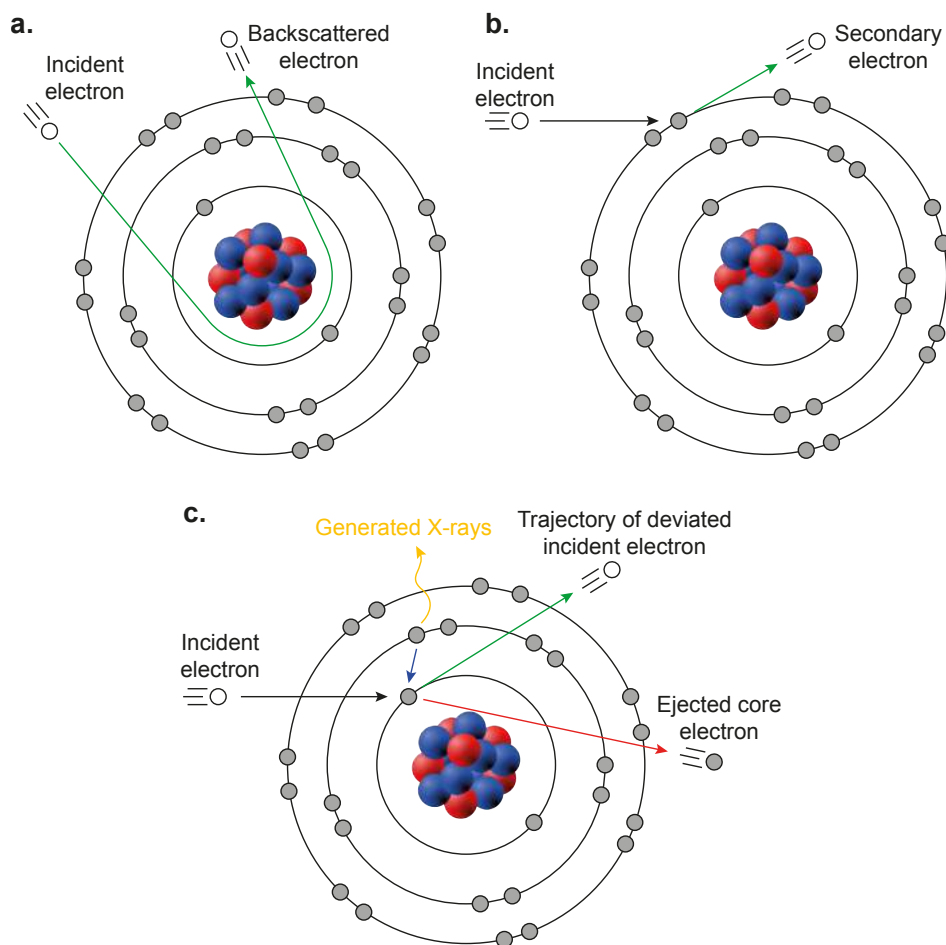 a.
Incident
electron
Backscattered
electron
b.
Incident
electron
Secondary
electron
c.
Generated X-rays
Trajectory of deviated
incident electron
Incident
electron
Ejected core
electron